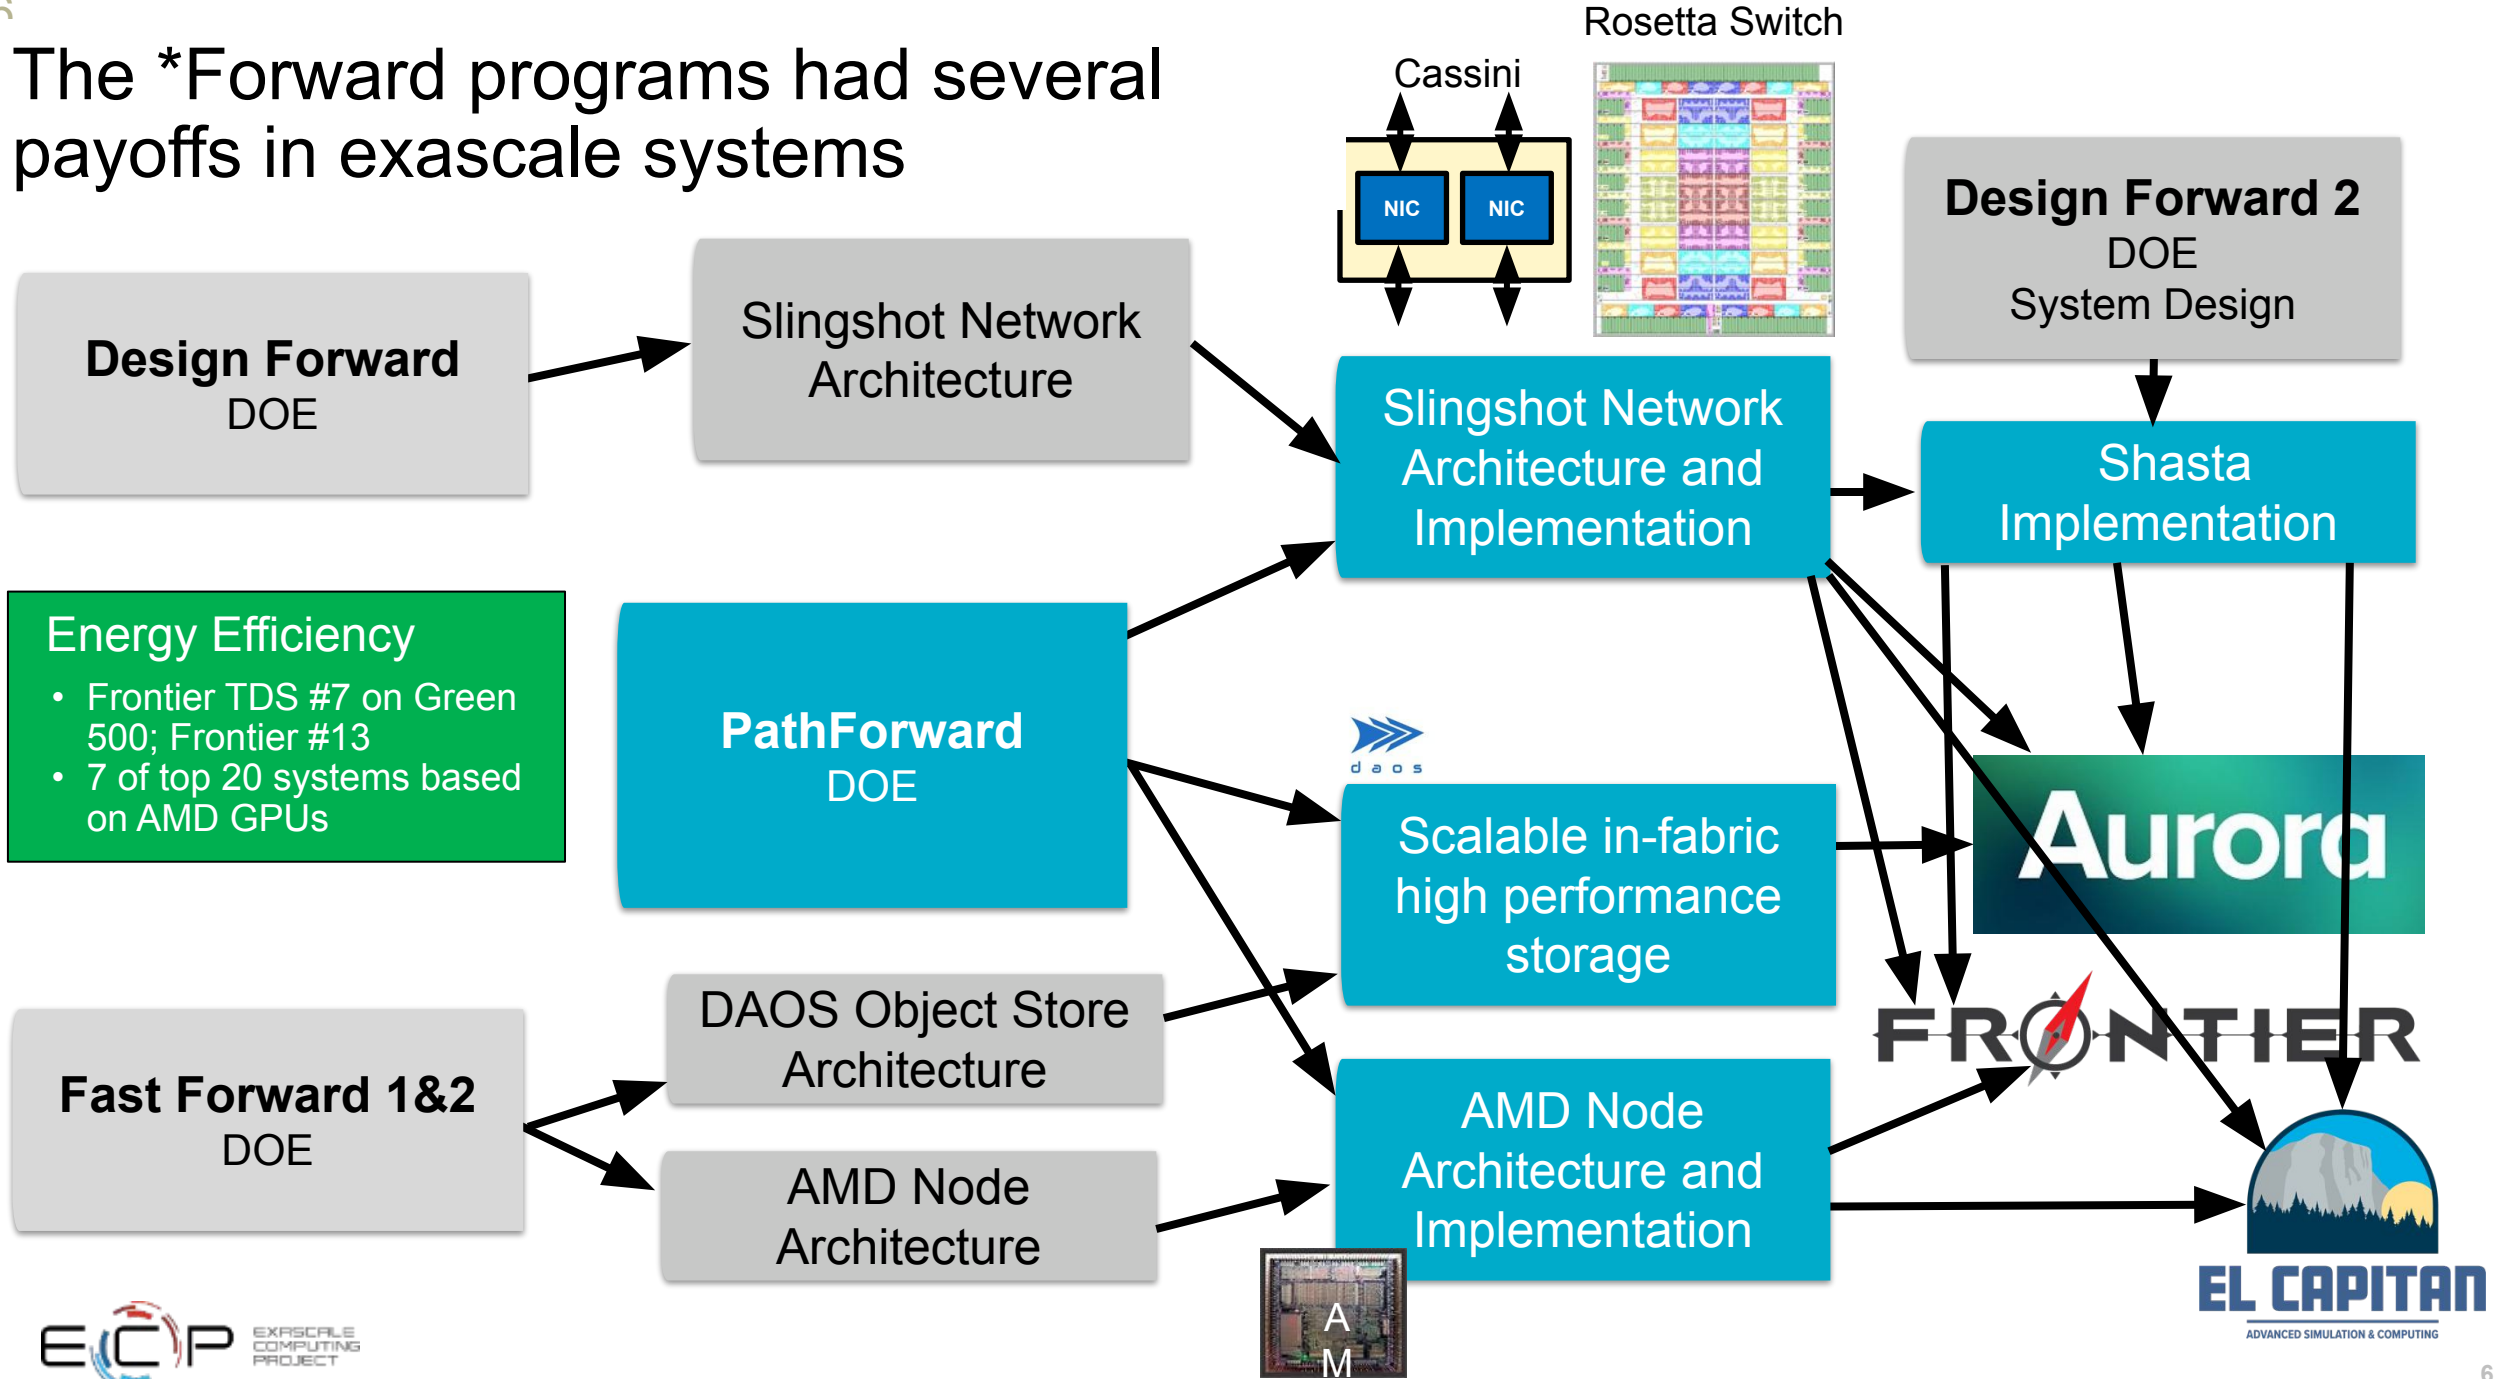 The *Forward programs had several
payoffs in exascale systems
Cassini
NIC
NIC
Rosetta Switch
Design Forward 2
DOE
System Design
Design Forward
DOE
Slingshot Network
Architecture
Slingshot Network
Architecture and
Implementation
Shasta
Implementation
Energy Efficiency
• Frontier TDS #7 on Green
500; Frontier #13
• 7 of top 20 systems based
on AMD GPUs
PathForward
DOE
daos
Scalable in-fabric
high performance
storage
Aurora
FRONTIER
Fast Forward 1&2
DOE
DAOS Object Store
Architecture
AMD Node
Architecture
AMD Node
Architecture and
Implementation
A
M
EL CAPITAN
ADVANCED SIMULATION & COMPUTING
ECP
EXASCALE
COMPUTING
PROJECT
6